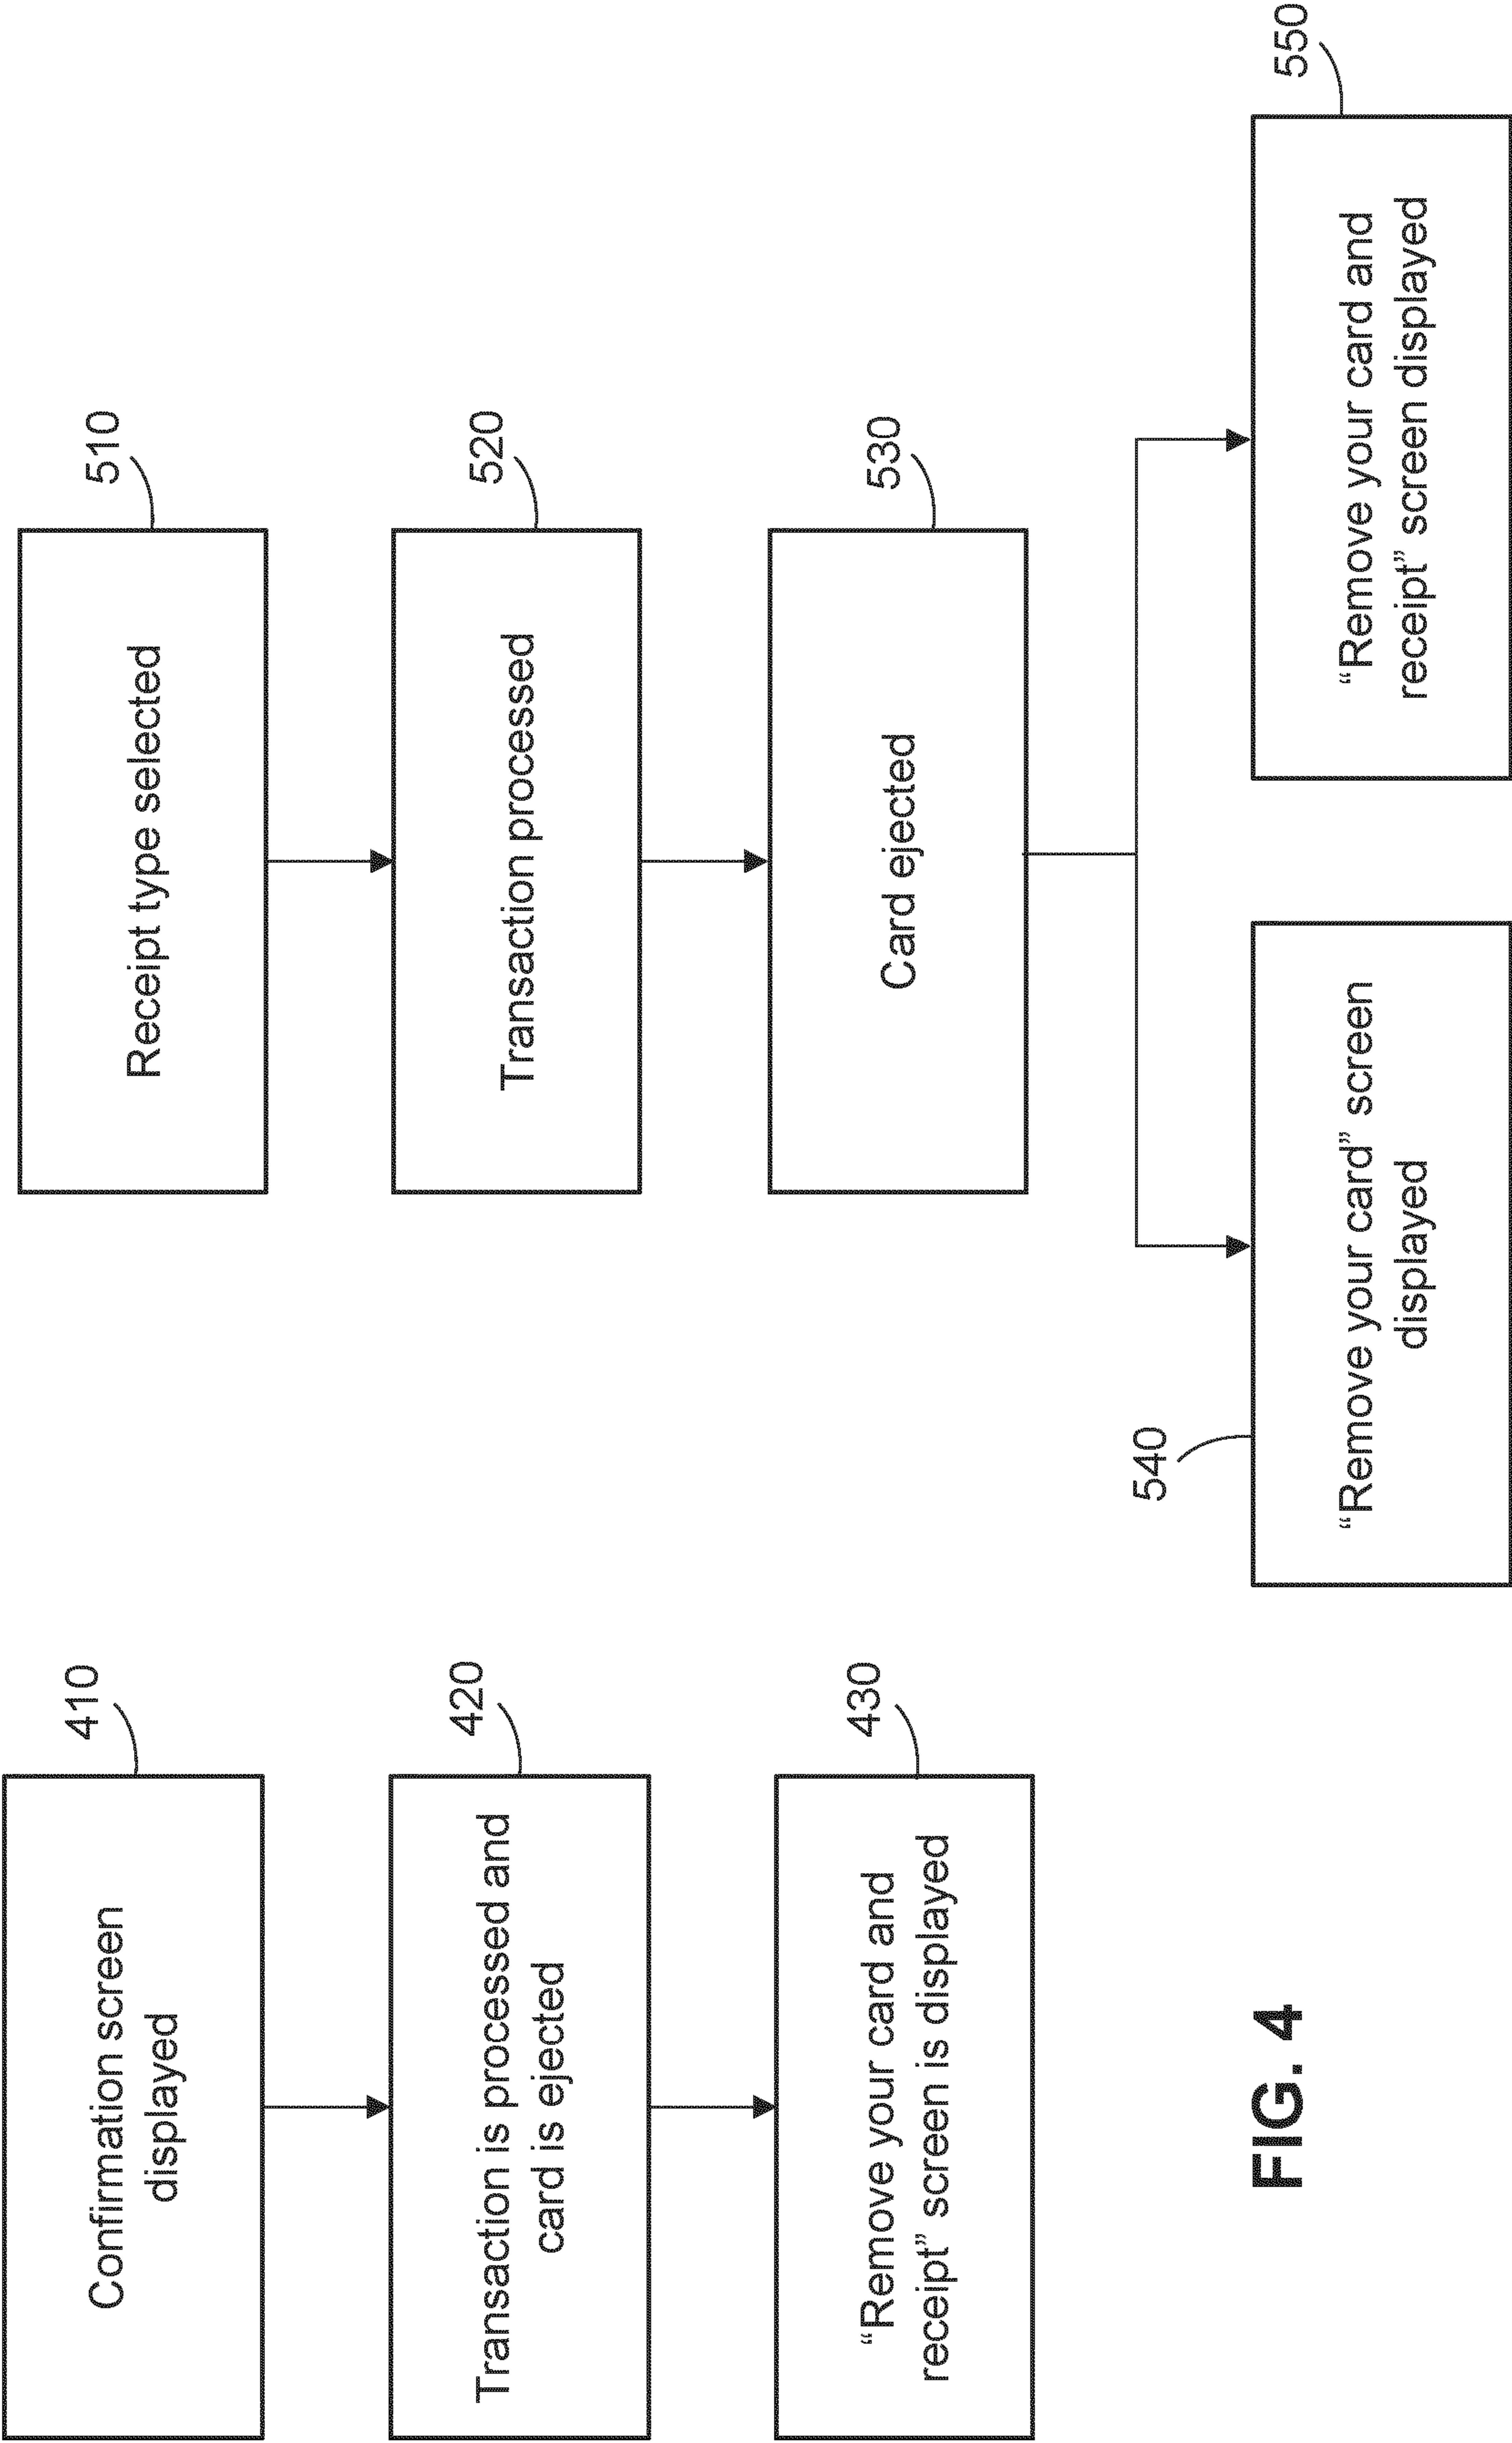 410
Confirmation screen
displayed
420
Transaction is processed and
card is ejected
430
“Remove your card and
receipt” screen is displayed
FIG. 4
510
Receipt type selected
520
Transaction processed
530
Card ejected
540
“Remove your card” screen
displayed
550
“Remove your card and
receipt” screen displayed